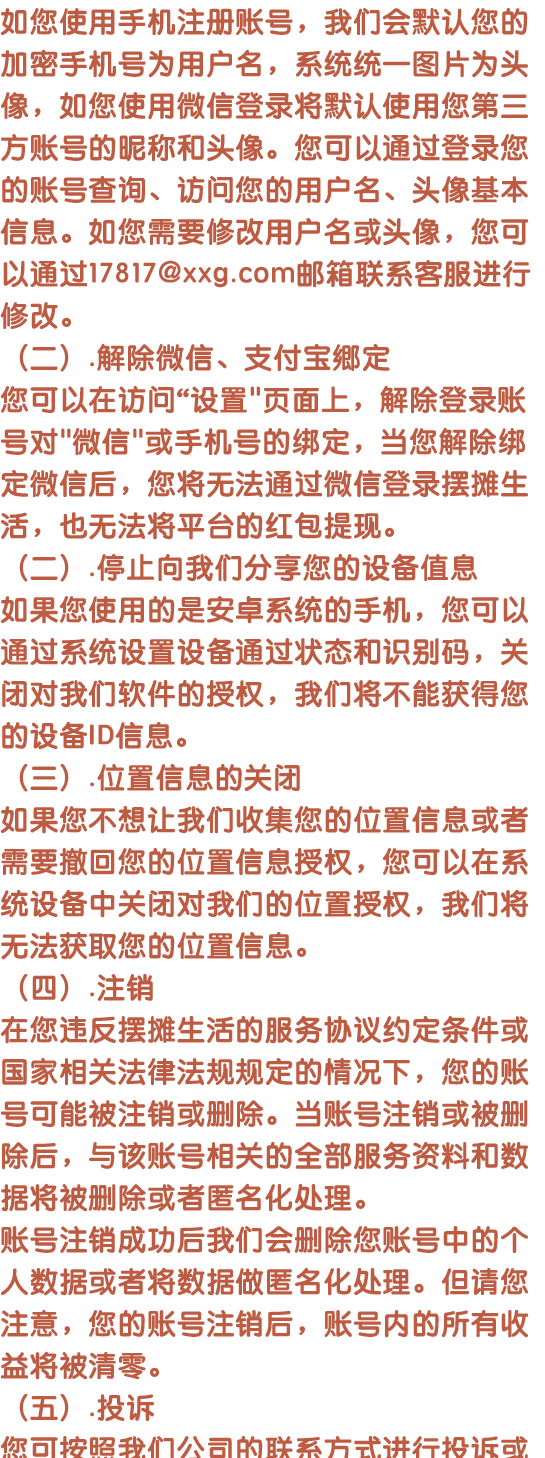 如您使用手机注册账号，我们会默认您的
加密手机号为用户名，系统统一图片为头
像，如您使用微信登录将默认使用您第三
方账号的昵称和头像。您可以通过登录您
的账号查询、访问您的用户名、头像基本
信息。如您需要修改用户名或头像，您可
以通过17817@xxg.com邮箱联系客服进行
修改。
（二）.解除微信、支付宝鄉定
您可以在访问“设置"页面上，解除登录账
号对"微信"或手机号的绑定，当您解除绑
定微信后，您将无法通过微信登录摆摊生
活，也无法将平台的红包提现。
（二）.停止向我们分享您的设备值息
如果您使用的是安卓系统的手机，您可以
通过系统设置设备通过状态和识别码，关
闭对我们软件的授权，我们将不能获得您
的设备ID信息。
（三）.位置信息的关闭
如果您不想让我们收集您的位置信息或者
需要撤回您的位置信息授权，您可以在系
统设备中关闭对我们的位置授权，我们将
无法获取您的位置信息。
（四）.注销
在您违反摆摊生活的服务协议约定条件或
国家相关法律法规规定的情况下，您的账
号可能被注销或删除。当账号注销或被删
除后，与该账号相关的全部服务资料和数
据将被删除或者匿名化处理。
账号注销成功后我们会删除您账号中的个
人数据或者将数据做匿名化处理。但请您
注意，您的账号注销后，账号内的所有收
益将被清零。
（五）.投诉
您可按照我们公司的联系方式进行投诉或